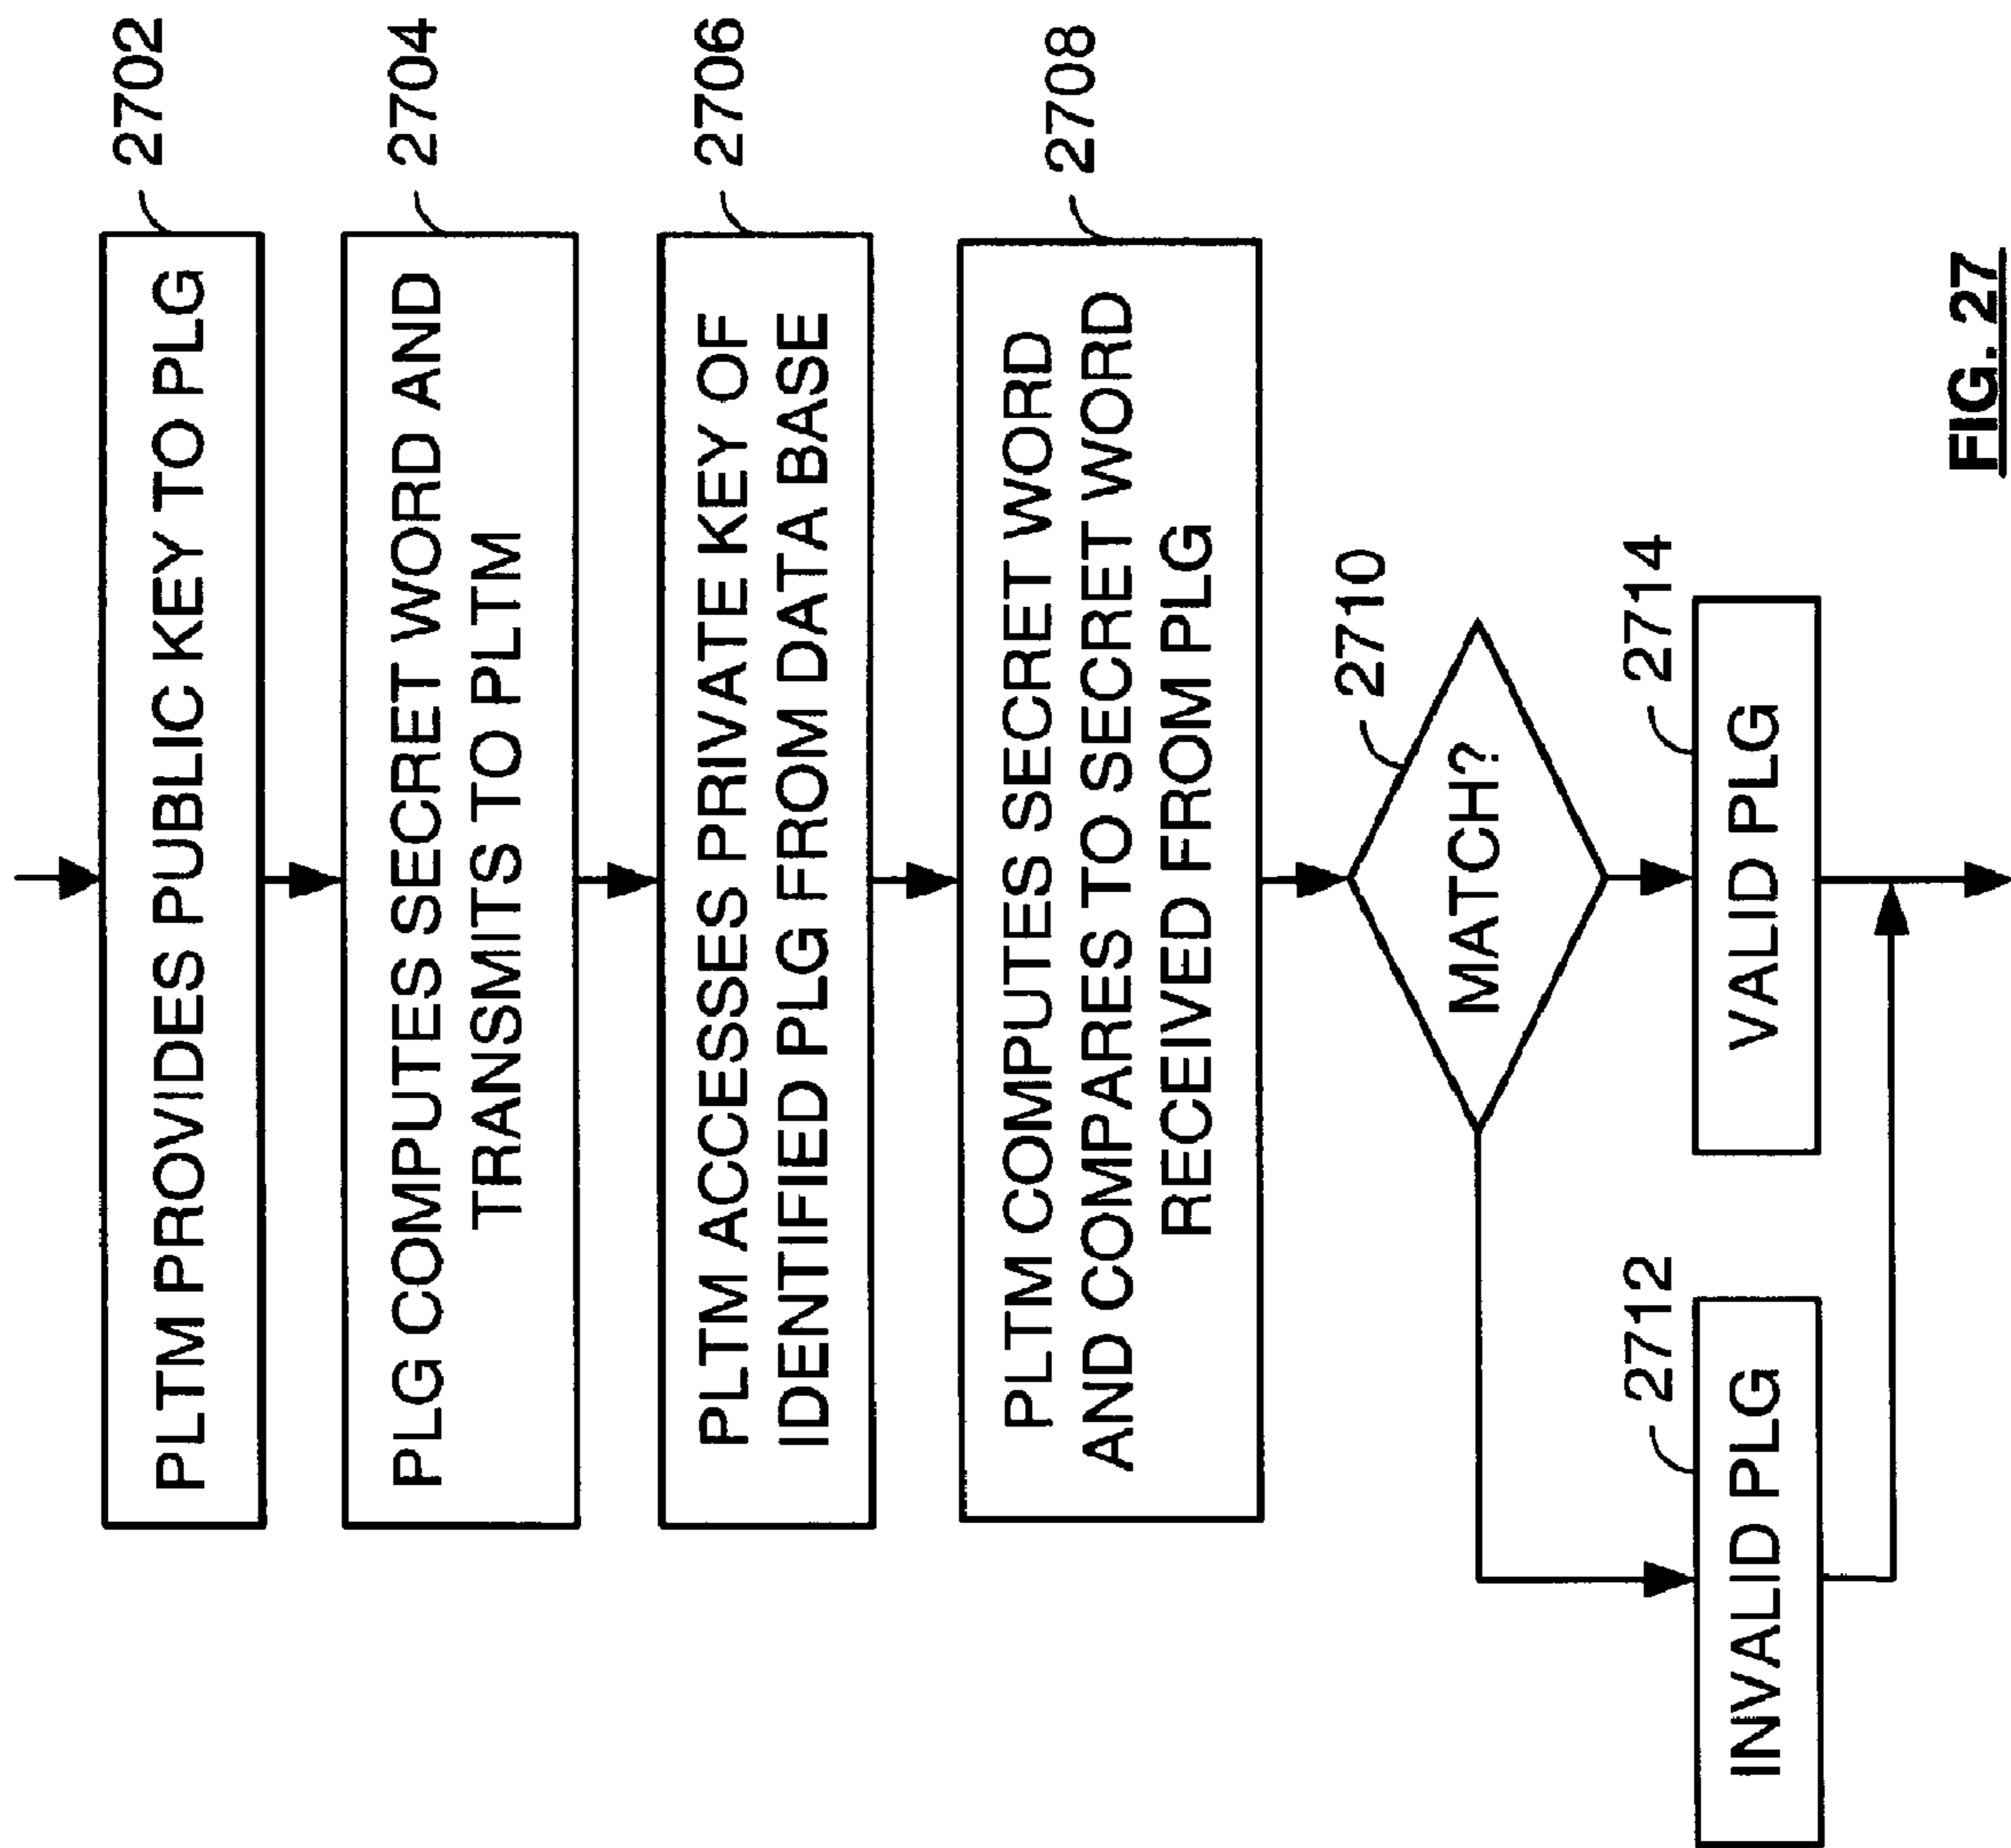 2702
PLTM PROVIDES PUBLIC KEY TO PLG
2704
PLG COMPUTES SECRET WORD AND
TRANSMITS TO PLTM
2706
PLTM ACCESSES PRIVATE KEY OF
IDENTIFIED PLG FROM DATA BASE
2708
PLTM COMPUTES SECRET WORD
AND COMPARES TO SECRET WORD
RECEIVED FROM PLG
2710
MATCH?
2712
INVALID PLG
2714
VALID PLG
FIG. 27